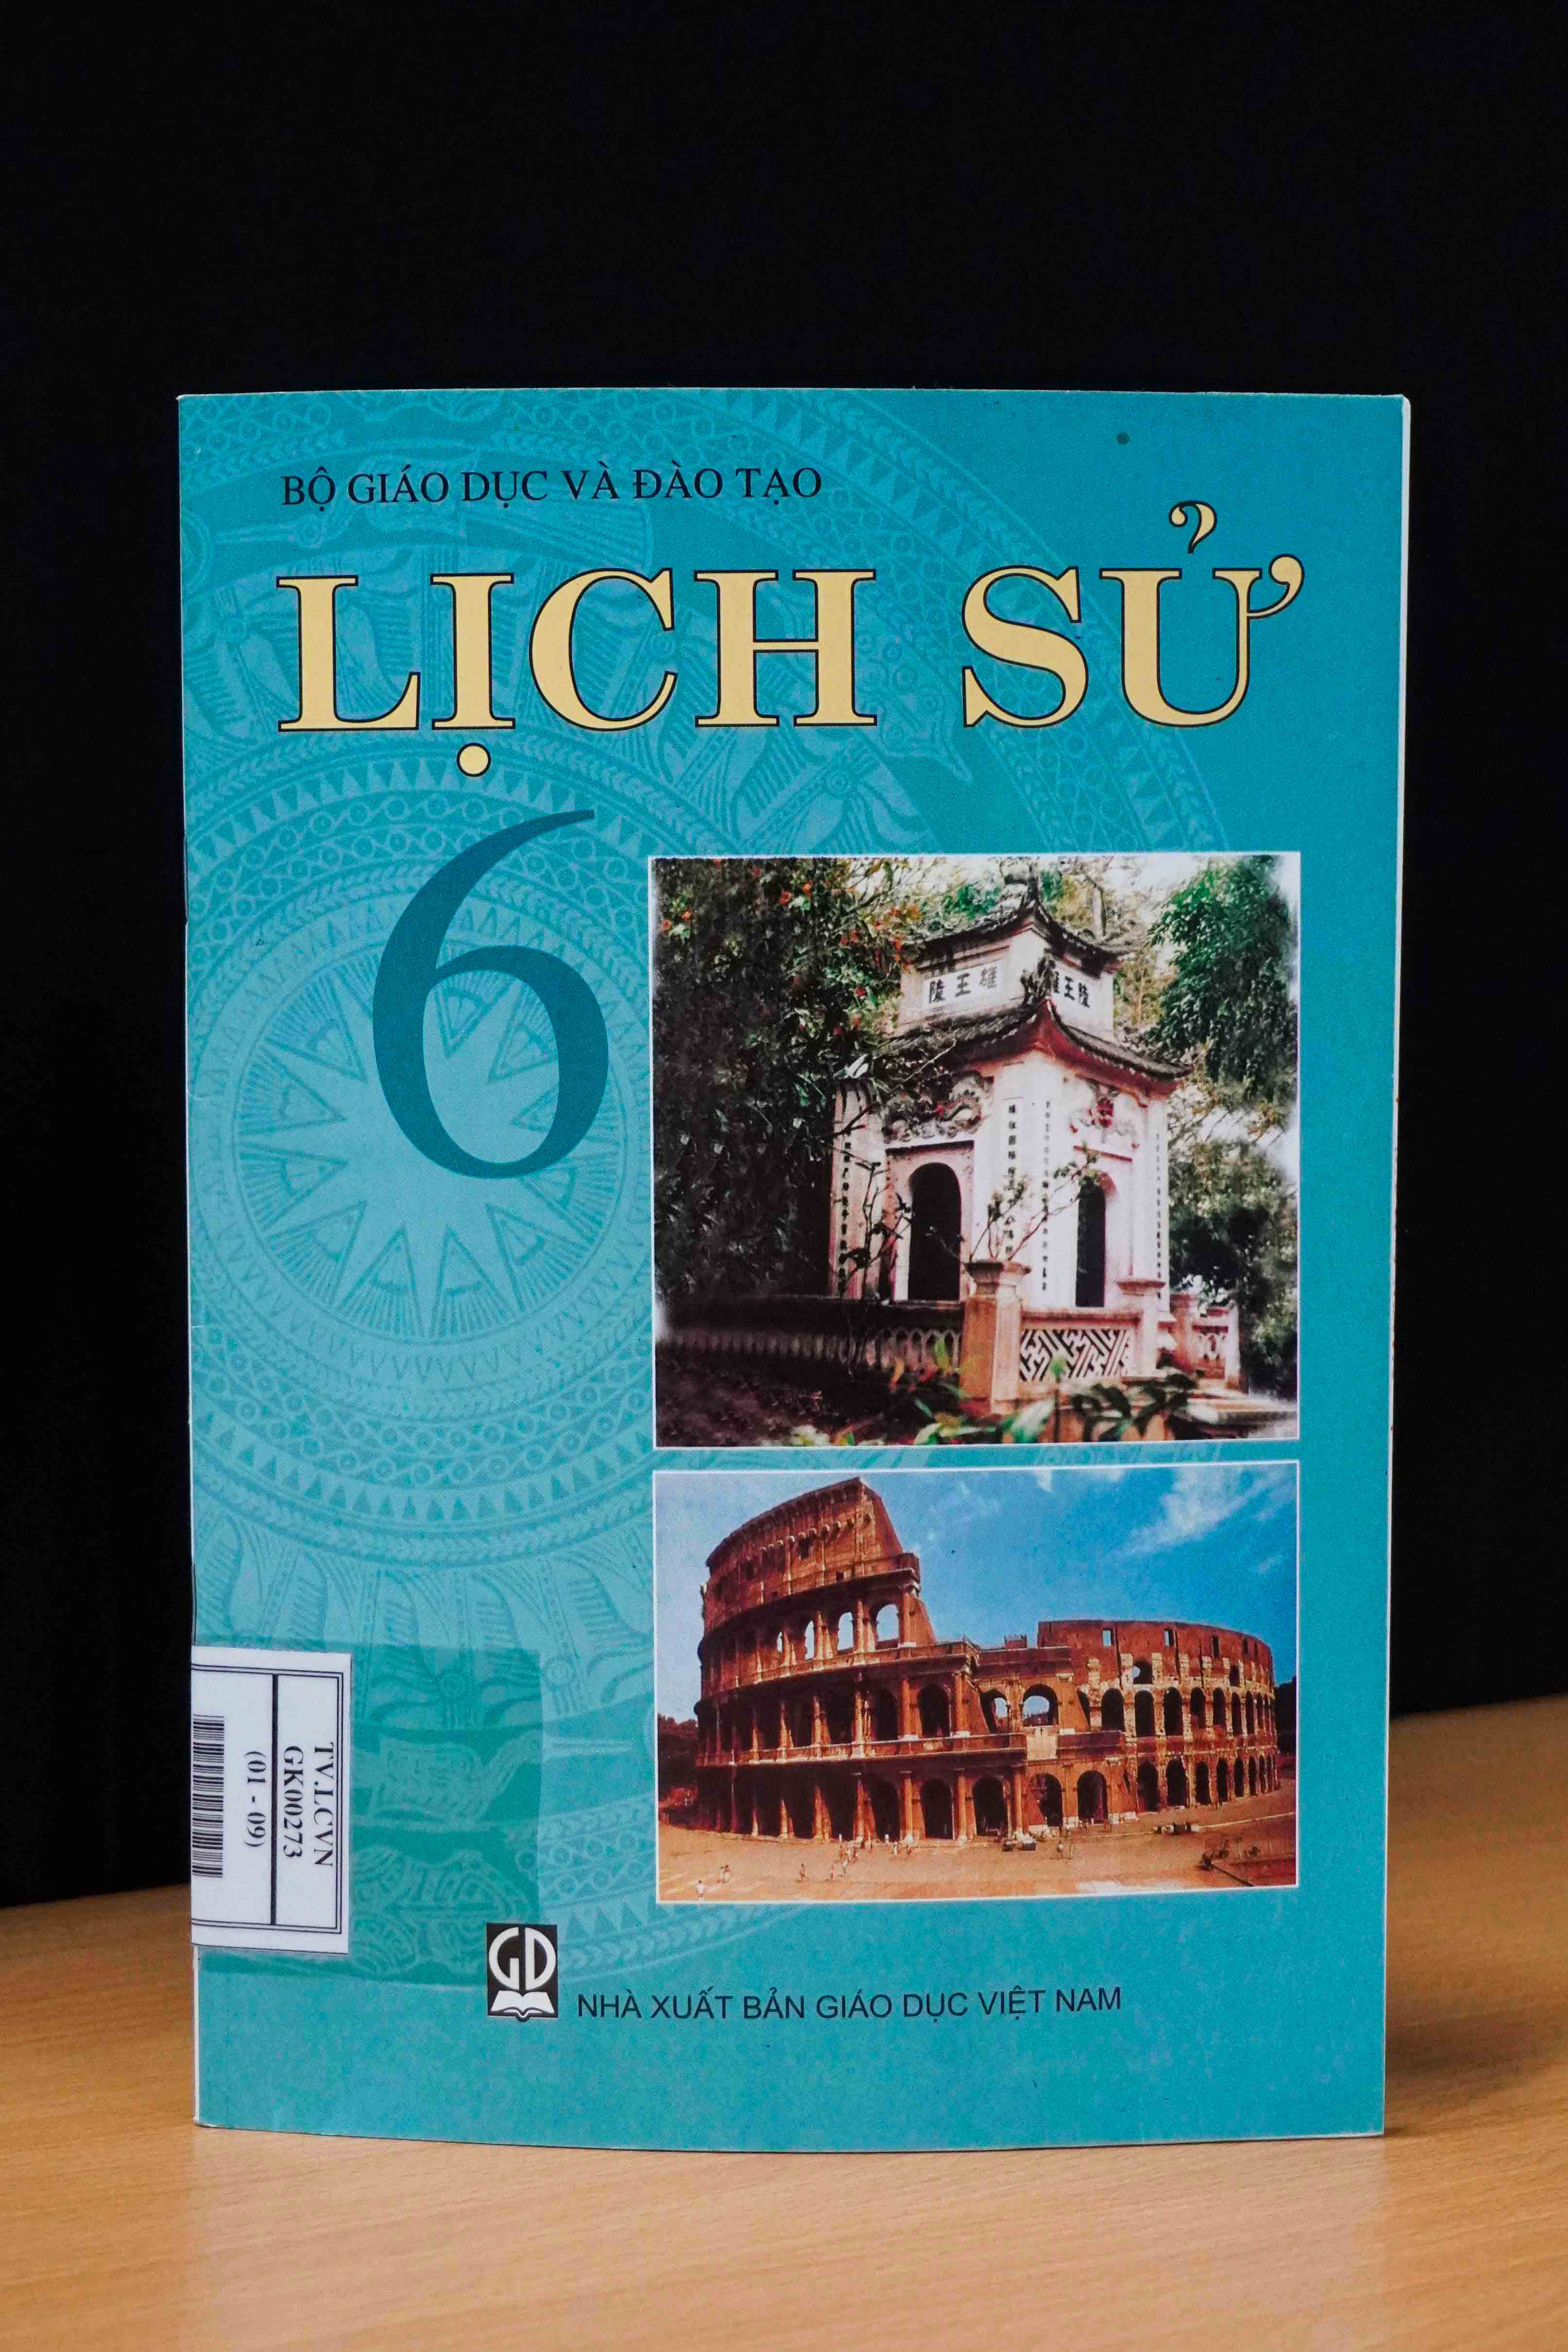 BỘ GIÁO DỤC VÀ ĐÀO TẠO
LỊCH SỬ
6
陵王雄
雄王陵
TV.LCVN
GK000273
(01 - 09)
GD
NHÀ XUẤT BẢN GIÁO DỤC VIỆT NAM